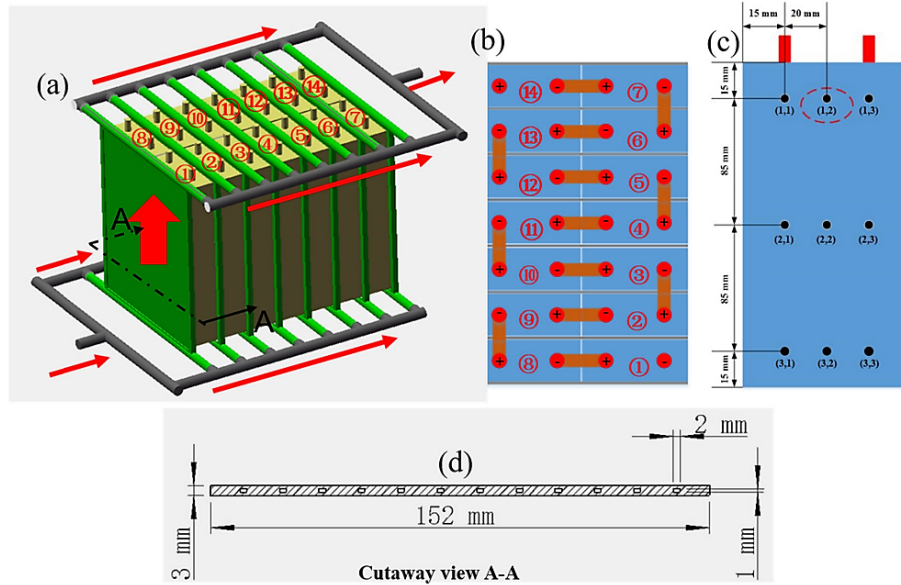 (a)
⑧ ⑨ ⑩ ⑪ ⑫ ⑬ ⑭
① ② ③ ④ ⑤ ⑥ ⑦
A
A
(b)
+ ⑭ - + ⑦ -
- ⑬ + - ⑥ +
+ ⑫ - + ⑤ -
- ⑪ + - ④ +
+ ⑩ - + ③ -
- ⑨ + - ② +
+ ⑧ - + ① -
(c)
15 mm
20 mm
15 mm
(1,1) (1,2) (1,3)
85 mm
(2,1) (2,2) (2,3)
85 mm
(3,1) (3,2) (3,3)
15 mm
(d)
2 mm
152 mm
3 mm
1 mm
Cutaway view A-A